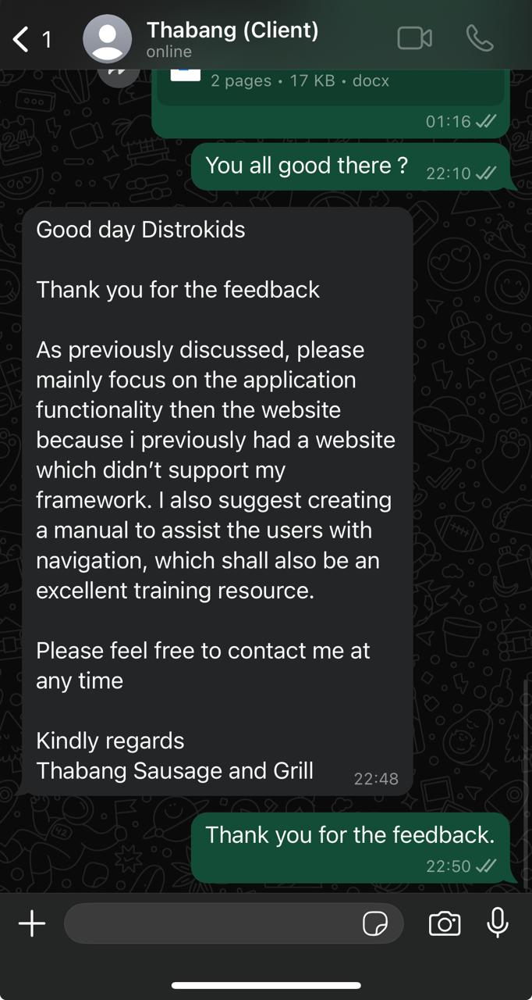 1
Thabang (Client)
online
2 pages • 17 KB • docx
01:16
You all good there ?
22:10
Good day Distrokids
Thank you for the feedback
As previously discussed, please
mainly focus on the application
functionality then the website
because i previously had a website
which didn’t support my
framework. I also suggest creating
a manual to assist the users with
navigation, which shall also be an
excellent training resource.
Please feel free to contact me at
any time
Kindly regards
Thabang Sausage and Grill
22:48
Thank you for the feedback.
22:50